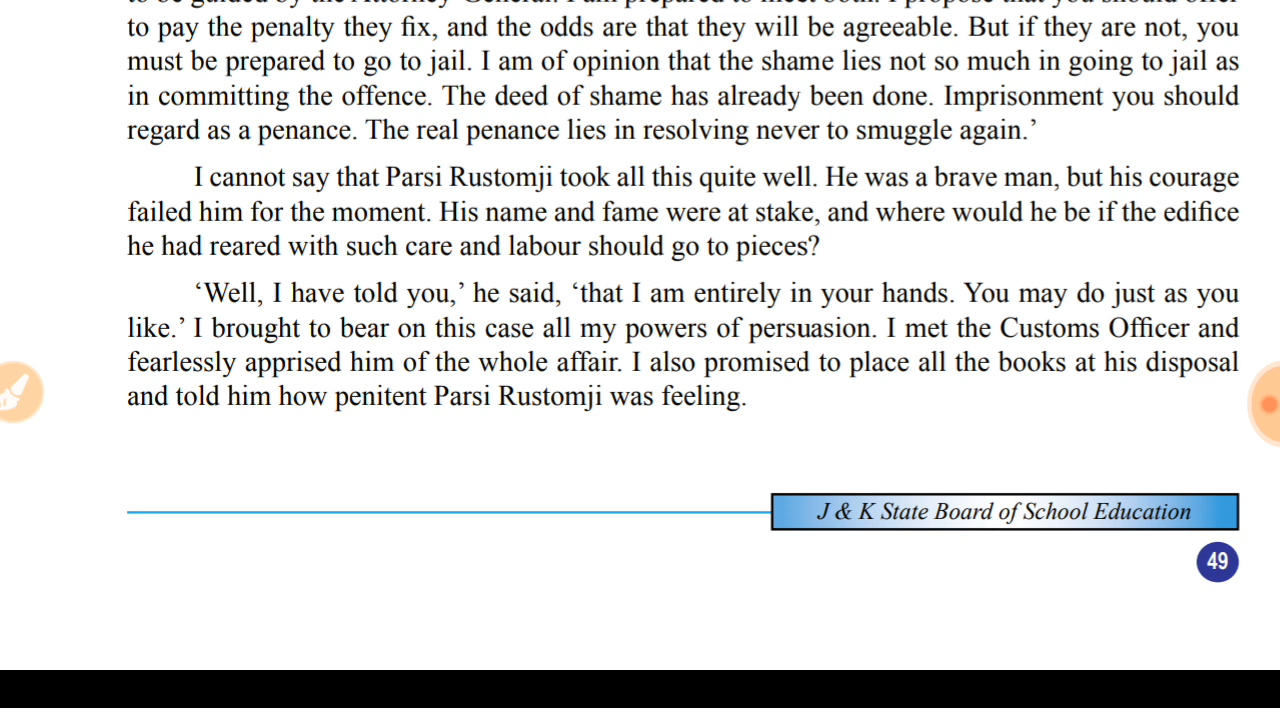 to pay the penalty they fix, and the odds are that they will be agreeable. But if they are not, you
must be prepared to go to jail. I am of opinion that the shame lies not so much in going to jail as
in committing the offence. The deed of shame has already been done. Imprisonment you should
regard as a penance. The real penance lies in resolving never to smuggle again.’
I cannot say that Parsi Rustomji took all this quite well. He was a brave man, but his courage
failed him for the moment. His name and fame were at stake, and where would he be if the edifice
he had reared with such care and labour should go to pieces?
‘Well, I have told you,’ he said, ‘that I am entirely in your hands. You may do just as you
like.’ I brought to bear on this case all my powers of persuasion. I met the Customs Officer and
fearlessly apprised him of the whole affair. I also promised to place all the books at his disposal
and told him how penitent Parsi Rustomji was feeling.
J & K State Board of School Education
49